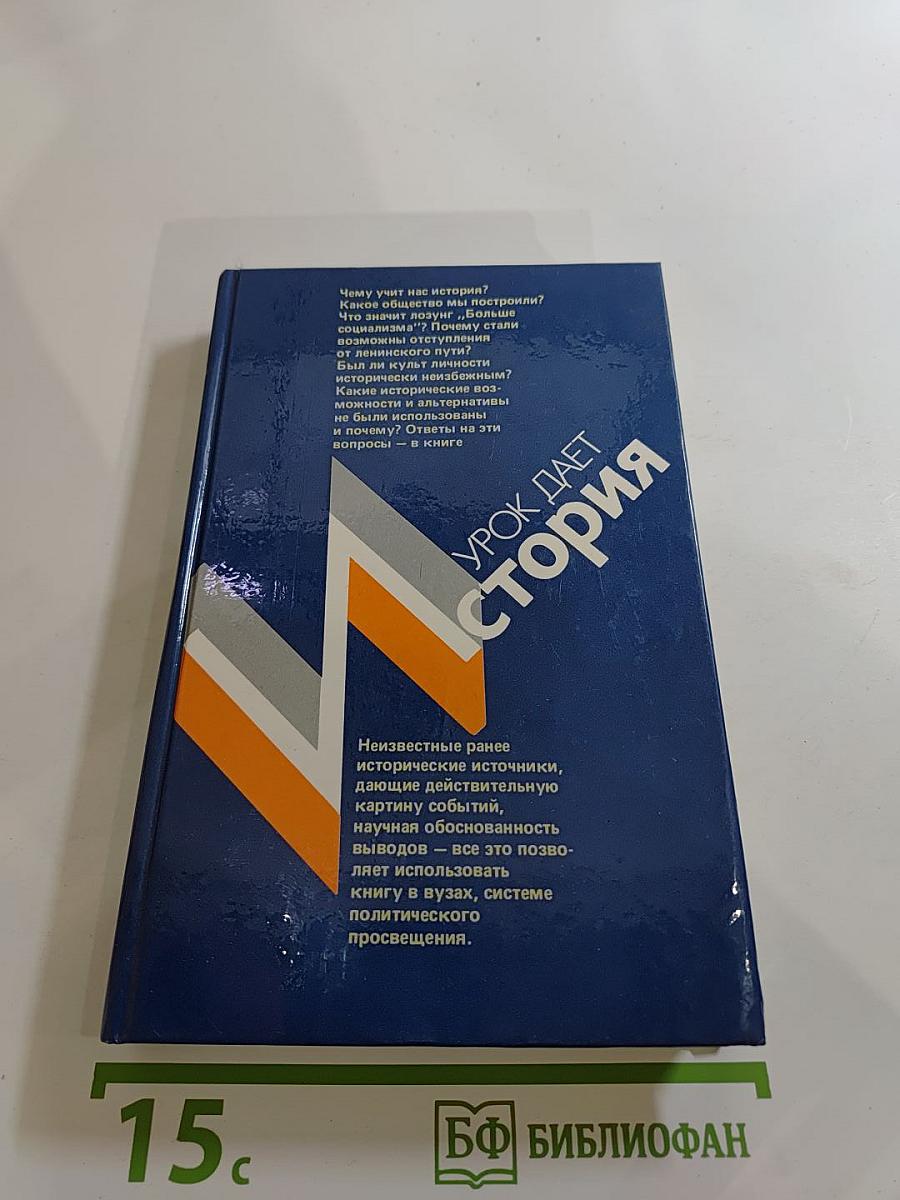 Чему учит нас история?
Какое общество мы построили?
Что значит лозунг „Больше
социализма"? Почему стали
возможны отступления
от ленинского пути?
Был ли культ личности
исторически неизбежным?
Какие исторические воз-
можности и альтернативы
не были использованы
и почему? Ответы на эти
вопросы — в книге
УРОК ДАЕТ
История
Неизвестные ранее
исторические источники,
дающие действительную
картину событий,
научная обоснованность
выводов — все это позво-
ляет использовать
книгу в вузах, системе
политического
просвещения.
15 с
БФ БИБЛИОФАН